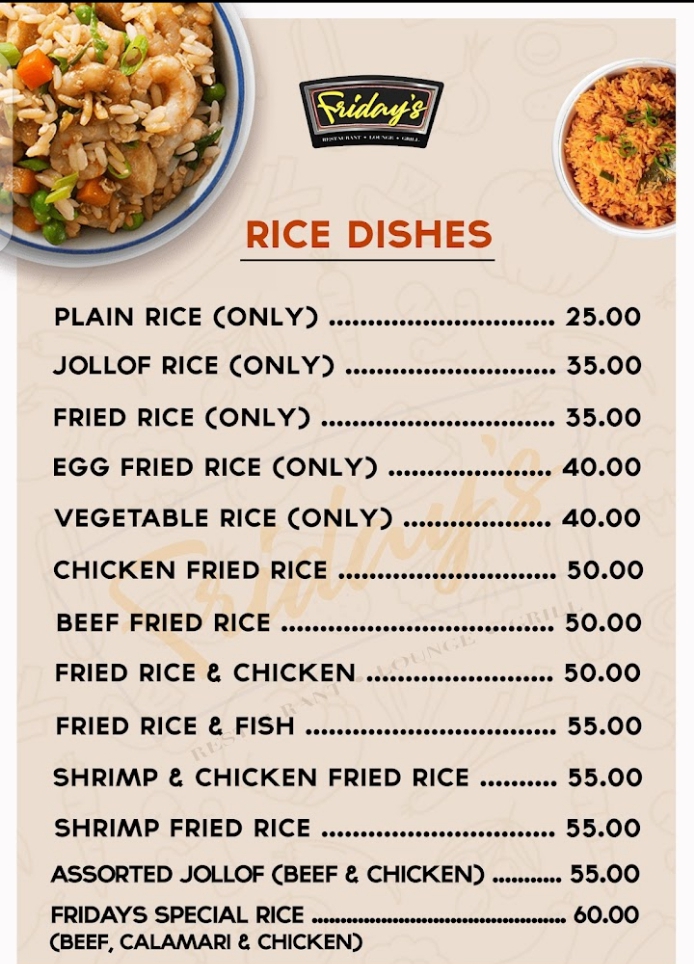 Friday's
RESTAURANT • LOUNGE • GRILL
RICE DISHES
PLAIN RICE (ONLY) ............................. 25.00
JOLLOF RICE (ONLY) ........................... 35.00
FRIED RICE (ONLY) .............................. 35.00
EGG FRIED RICE (ONLY) ..................... 40.00
VEGETABLE RICE (ONLY) ................... 40.00
CHICKEN FRIED RICE ............................ 50.00
BEEF FRIED RICE ................................... 50.00
FRIED RICE & CHICKEN ........................ 50.00
FRIED RICE & FISH ................................ 55.00
SHRIMP & CHICKEN FRIED RICE .......... 55.00
SHRIMP FRIED RICE .............................. 55.00
ASSORTED JOLLOF (BEEF & CHICKEN) ........... 55.00
FRIDAYS SPECIAL RICE .................................................. 60.00
(BEEF, CALAMARI & CHICKEN)
Friday's
RESTAURANT • LOUNGE • GRILL